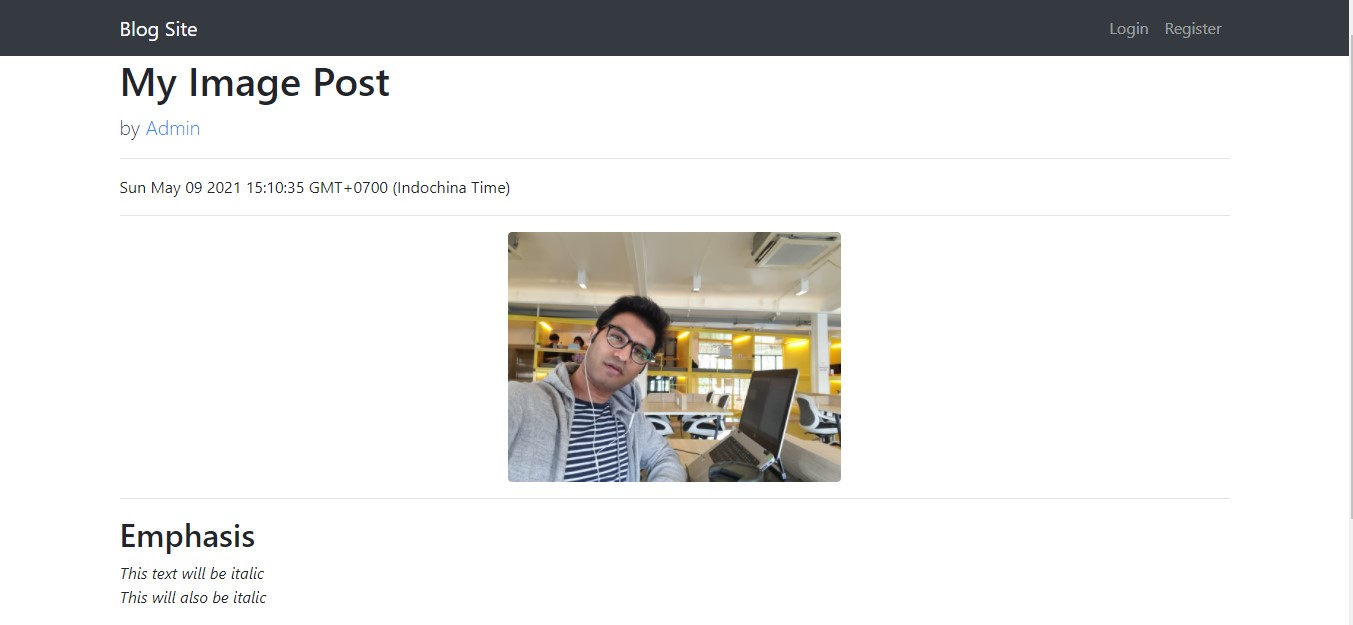 Blog Site
Login Register
My Image Post
by Admin
Sun May 09 2021 15:10:35 GMT+0700 (Indochina Time)
Emphasis
This text will be italic
This will also be italic